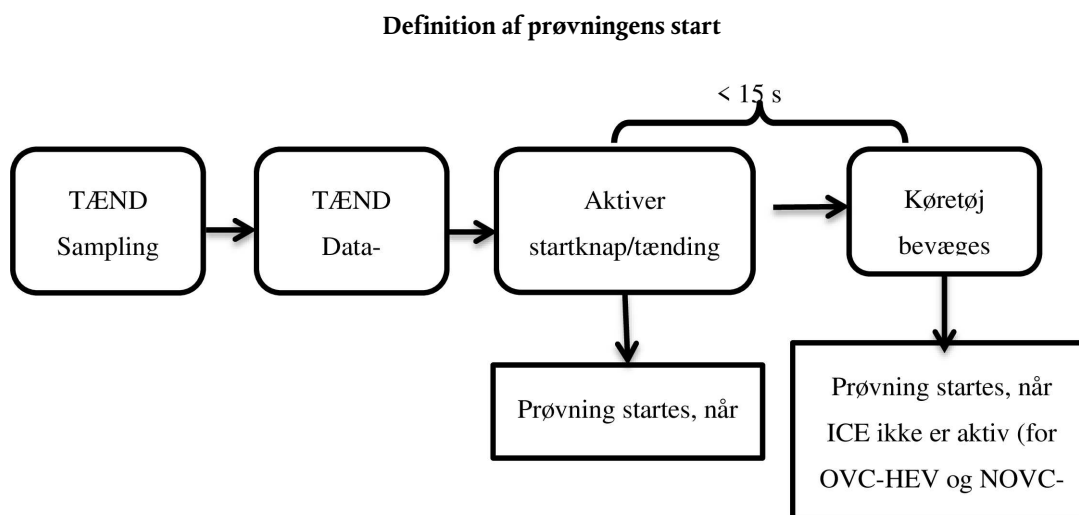 Definition af prøvningens start
< 15 s
TÆND
Sampling
TÆND
Data-
Aktiver
startknap/tænding
Køretøj
bevæges
Prøvning startes, når
Prøvning startes, når
ICE ikke er aktiv (for
OVC-HEV og NOVC-